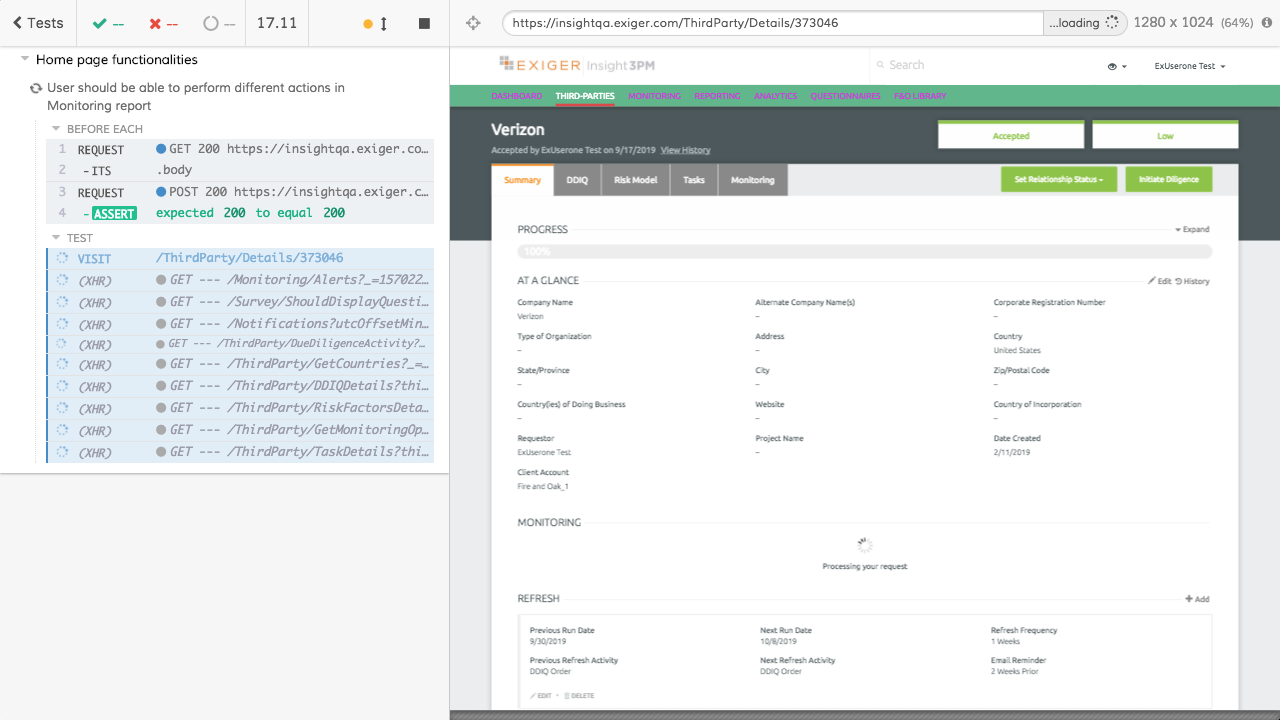 Tests
--
--
--
17.11
https://insightqa.exiger.com/ThirdParty/Details/373046
...loading
1280 x 1024 (64%)
Home page functionalities
User should be able to perform different actions in
Monitoring report
BEFORE EACH
1 REQUEST GET 200 https://insightqa.exiger.co...
2 - ITS .body
3 REQUEST POST 200 https://insightqa.exiger.c...
4 - ASSERT expected 200 to equal 200
TEST
VISIT /ThirdParty/Details/373046
(XHR) GET --- /Monitoring/Alerts?_=157022...
(XHR) GET --- /Survey/ShouldDisplayQuesti...
(XHR) GET --- /Notifications?utcOffsetMin...
(XHR) GET --- /ThirdParty/DueDiligenceActivity?...
(XHR) GET --- /ThirdParty/GetCountries?_=...
(XHR) GET --- /ThirdParty/DDIQDetails?thi...
(XHR) GET --- /ThirdParty/RiskFactorsDeta...
(XHR) GET --- /ThirdParty/GetMonitoringOp...
(XHR) GET --- /ThirdParty/TaskDetails?thi...
EXIGER Insight 3PM
Search
ExUserone Test
DASHBOARD THIRD-PARTIES MONITORING REPORTING ANALYTICS QUESTIONNAIRES F&O LIBRARY
Verizon
Accepted by ExUserone Test on 9/17/2019 View History
Accepted
Low
Summary DDIQ Risk Model Tasks Monitoring
Set Relationship Status -
Initiate Diligence
PROGRESS
Expand
100%
AT A GLANCE
Edit History
Company Name Alternate Company Name(s) Corporate Registration Number
Verizon -- --
Type of Organization Address Country
-- -- United States
State/Province City Zip/Postal Code
-- -- --
Country(ies) of Doing Business Website Country of Incorporation
-- -- --
Requestor Project Name Date Created
ExUserone Test -- 2/11/2019
Client Account
Fire and Oak_1
MONITORING
Processing your request
REFRESH
Add
Previous Run Date Next Run Date Refresh Frequency
9/30/2019 10/8/2019 1 Weeks
Previous Refresh Activity Next Refresh Activity Email Reminder
DDIQ Order DDIQ Order 2 Weeks Prior
EDIT • DELETE